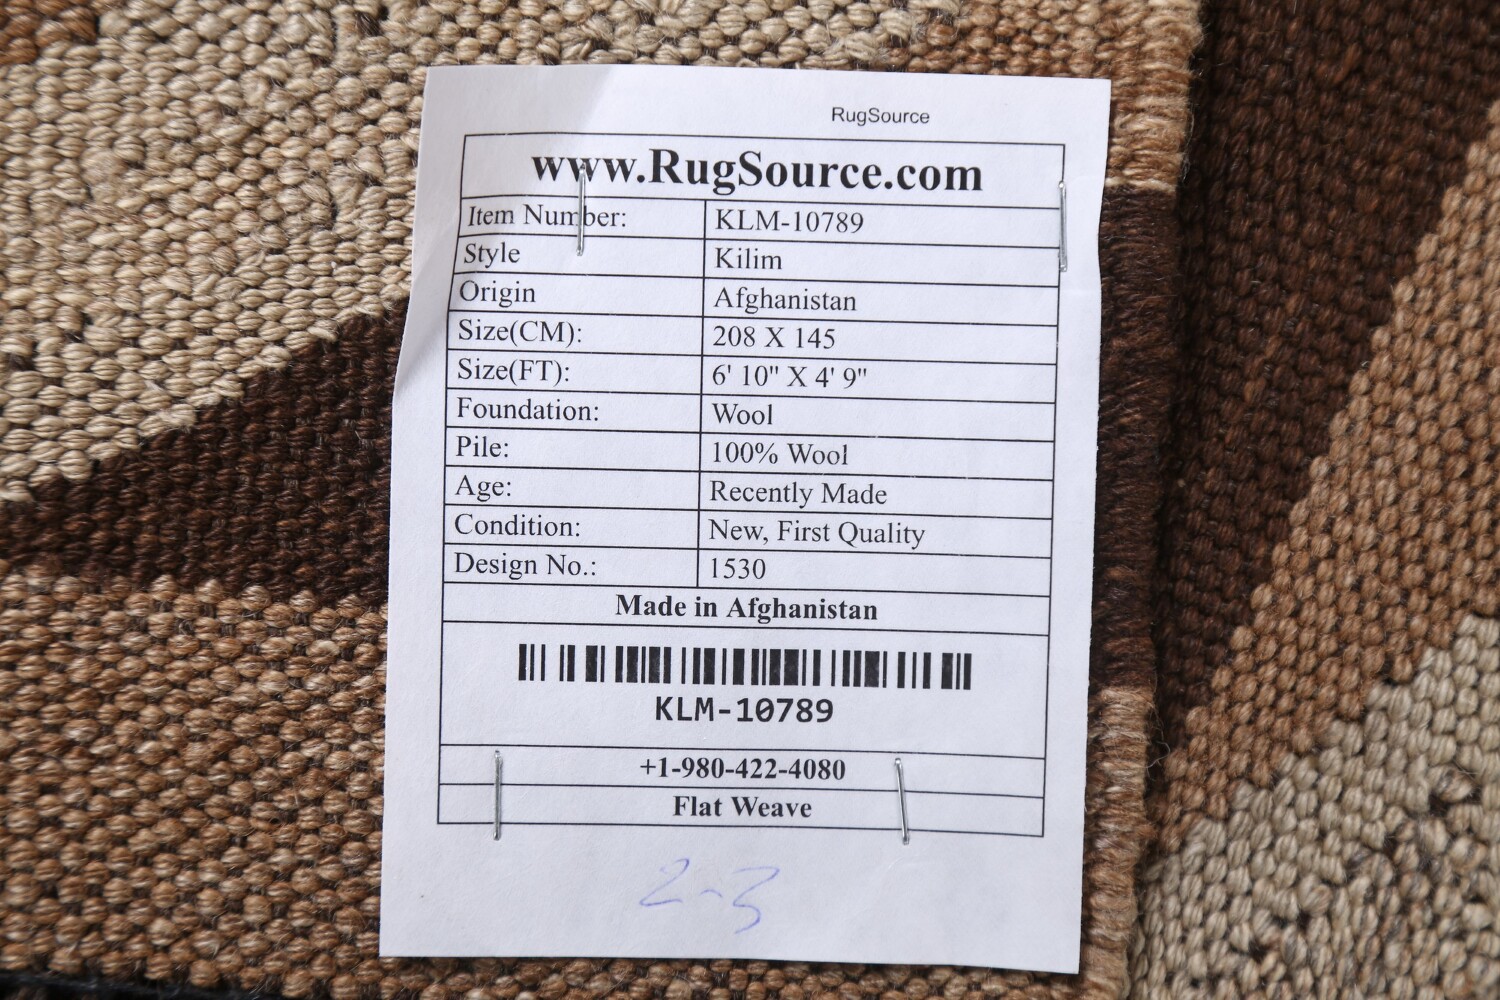 RugSource
www.RugSource.com
Item Number: KLM-10789
Style Kilim
Origin Afghanistan
Size(CM): 208 X 145
Size(FT): 6' 10" X 4' 9"
Foundation: Wool
Pile: 100% Wool
Age: Recently Made
Condition: New, First Quality
Design No.: 1530
Made in Afghanistan
KLM-10789
+1-980-422-4080
Flat Weave
2-3